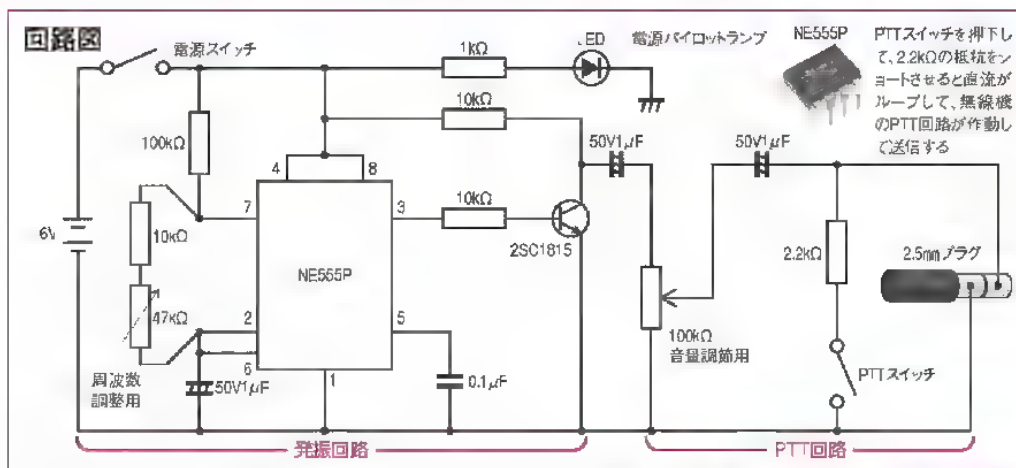 回路図
電源スイッチ
1kΩ
LED
電源パイロットランプ
NE555P
PTTスイッチを押下し
て、2.2kΩの抵抗をシ
ョートさせると直流が
ループして、無線機
のPTT回路が作動し
て送信する
10kΩ
100kΩ
50V1μF
50V1μF
4
8
7
3
10kΩ
10kΩ
2SC1815
6V
NE555P
2.2kΩ
2.5mmプラグ
47kΩ
2
5
6
1
100kΩ
音量調節用
周波数
調整用
50V1μF
0.1μF
PTTスイッチ
発振回路
PTT回路